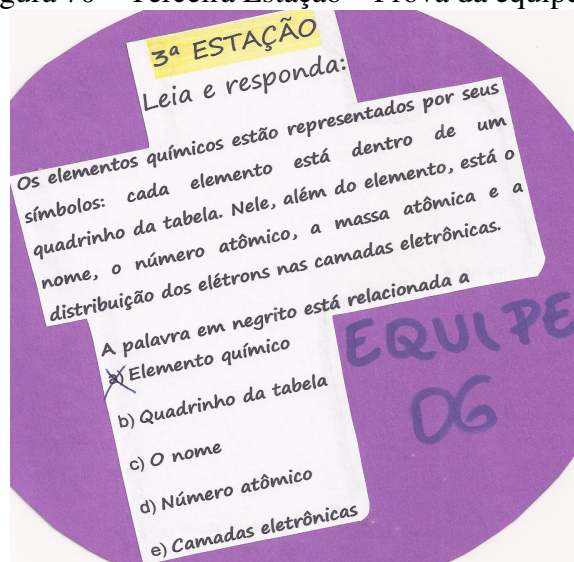 gura 70 – Terceira Estação – Prova da equipe
3ª ESTAÇÃO
Leia e responda:
Os elementos químicos estão representados por seus
símbolos: cada elemento está dentro de um
quadrinho da tabela. Nele, além do elemento, está o
nome, o número atômico, a massa atômica e a
distribuição dos elétrons nas camadas eletrônicas.
A palavra em negrito está relacionada a
a) Elemento químico
b) Quadrinho da tabela
c) O nome
d) Número atômico
e) Camadas eletrônicas
EQUIPE
06